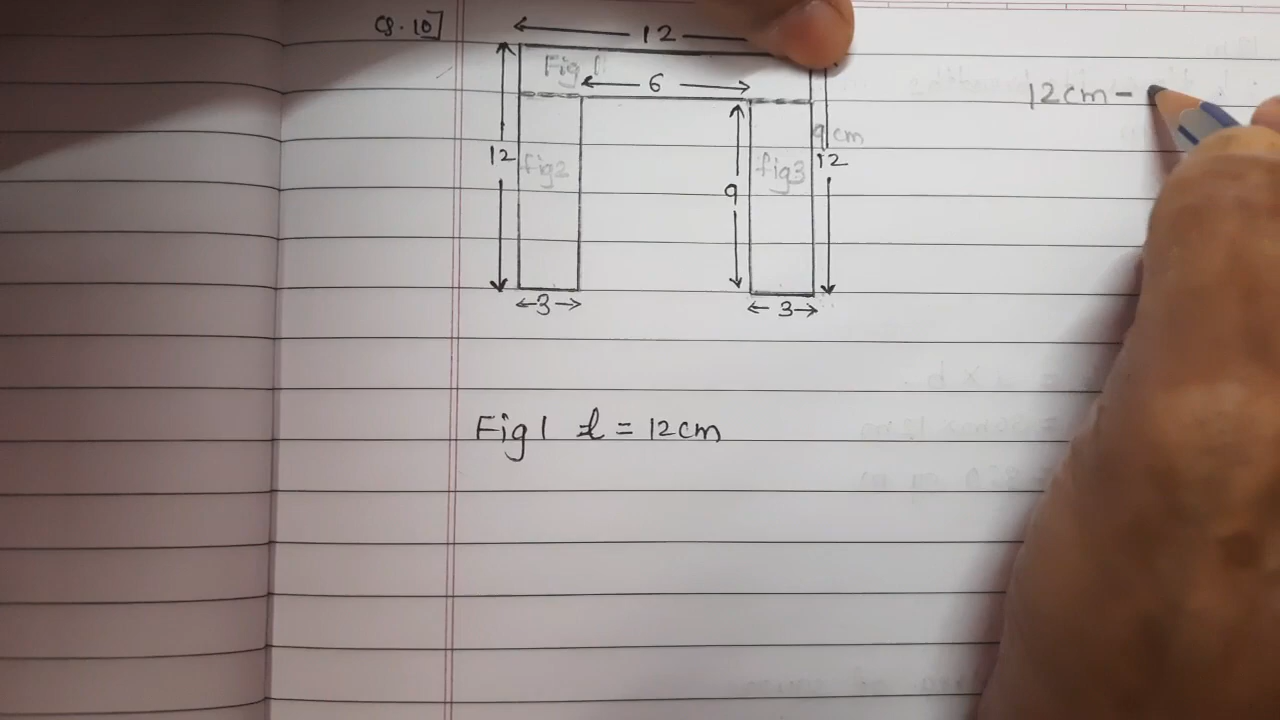 Q.10]
12
Fig 1
6
12cm -
9 cm
12
fig2
fig3
12
9
3
3
Fig 1 l = 12cm